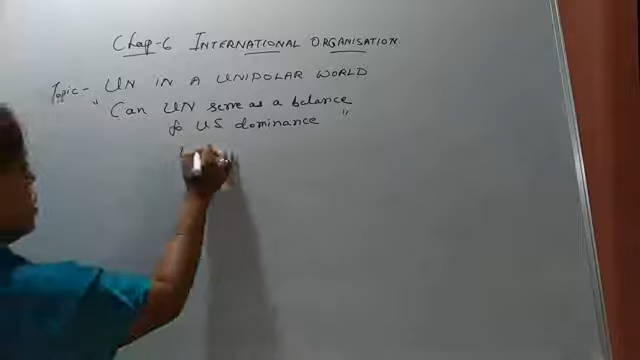 Chap-6 INTERNATIONAL ORGANISATION
Topic - UN IN A UNIPOLAR WORLD
" Can UN serve as a balance
to US dominance "